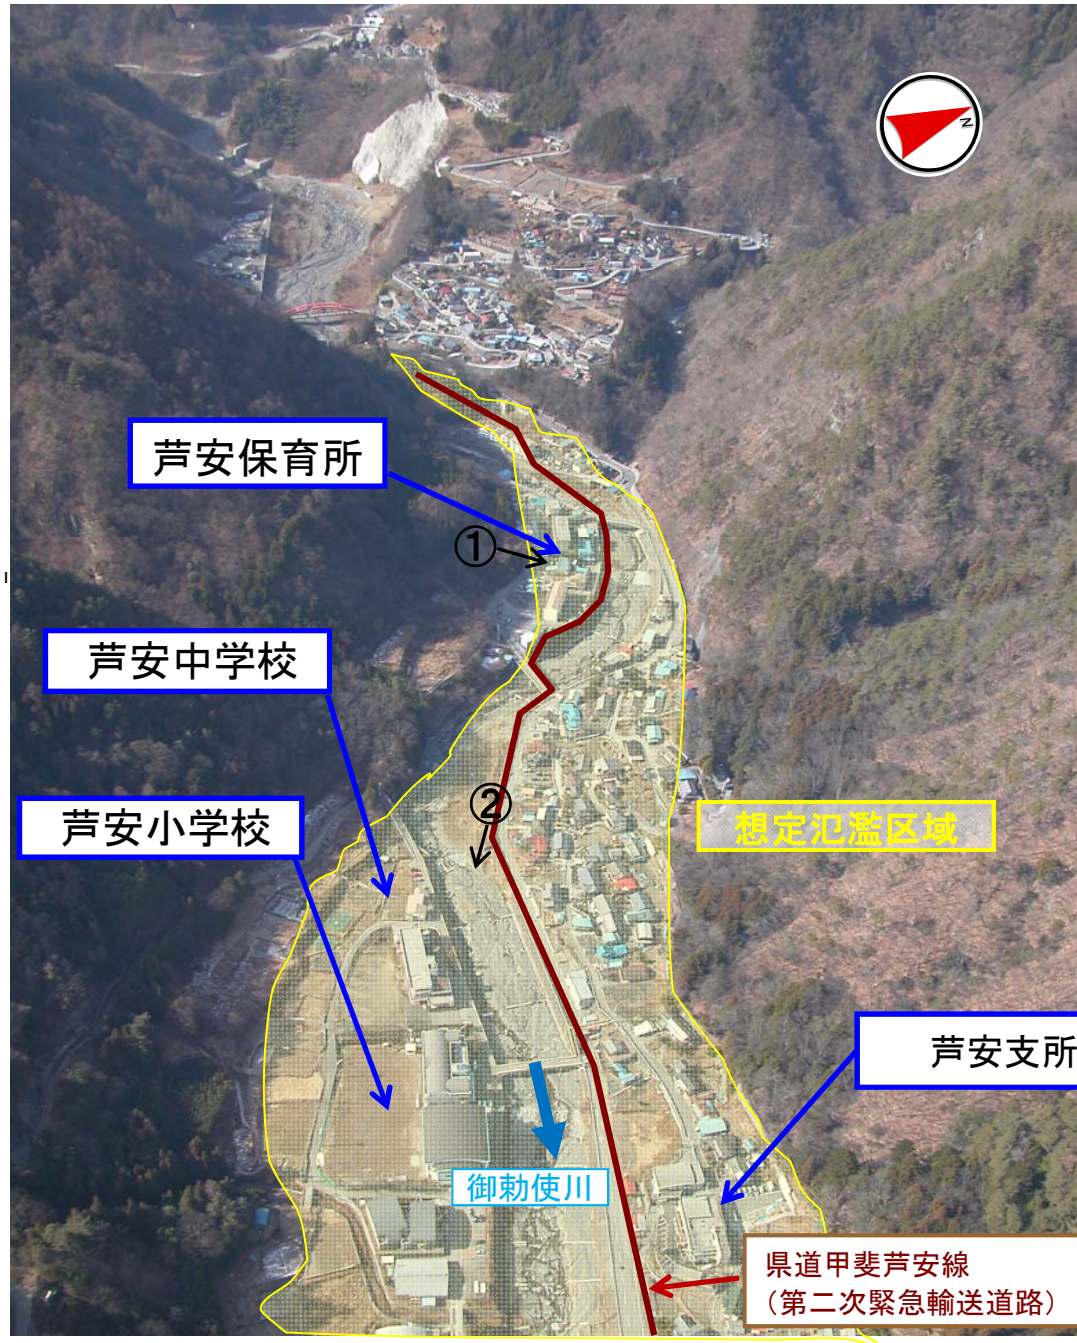 N
芦安保育所
①
芦安中学校
②
芦安小学校
想定氾濫区域
芦安支所
御勅使川
県道甲斐芦安線
（第二次緊急輸送道路）